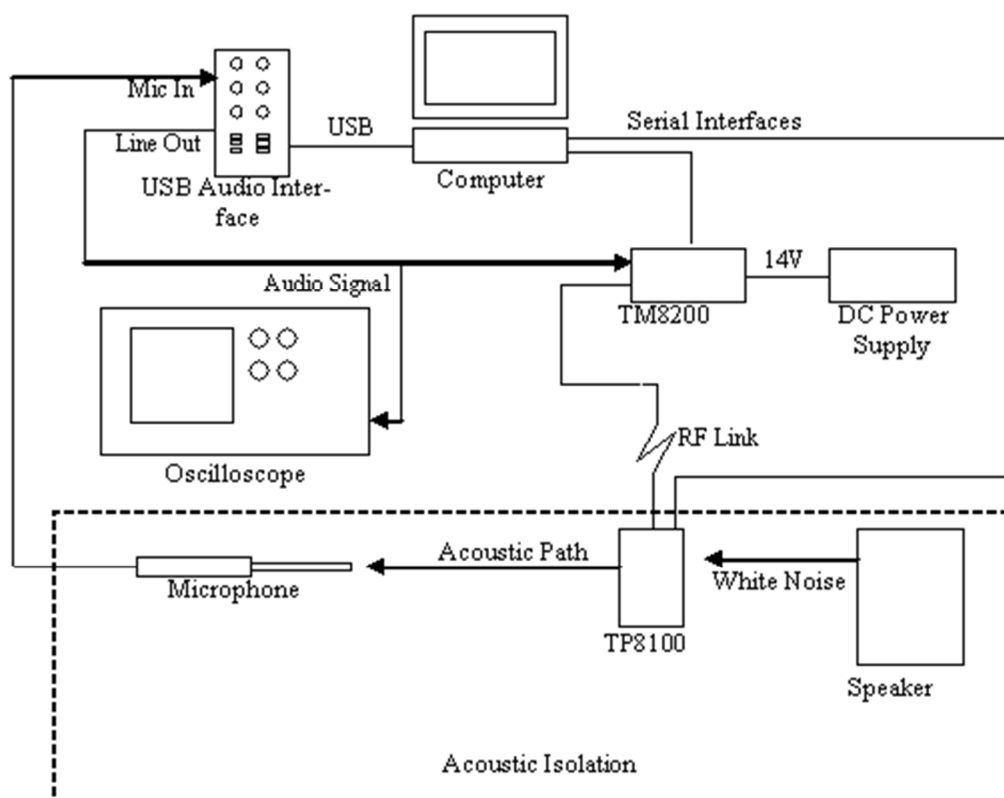 Mic In
Line Out
USB
Serial Interfaces
USB Audio Inter-
face
Computer
Audio Signal
14V
TM8200
DC Power
Supply
Oscilloscope
RF Link
Acoustic Path
White Noise
Microphone
TP8100
Speaker
Acoustic Isolation